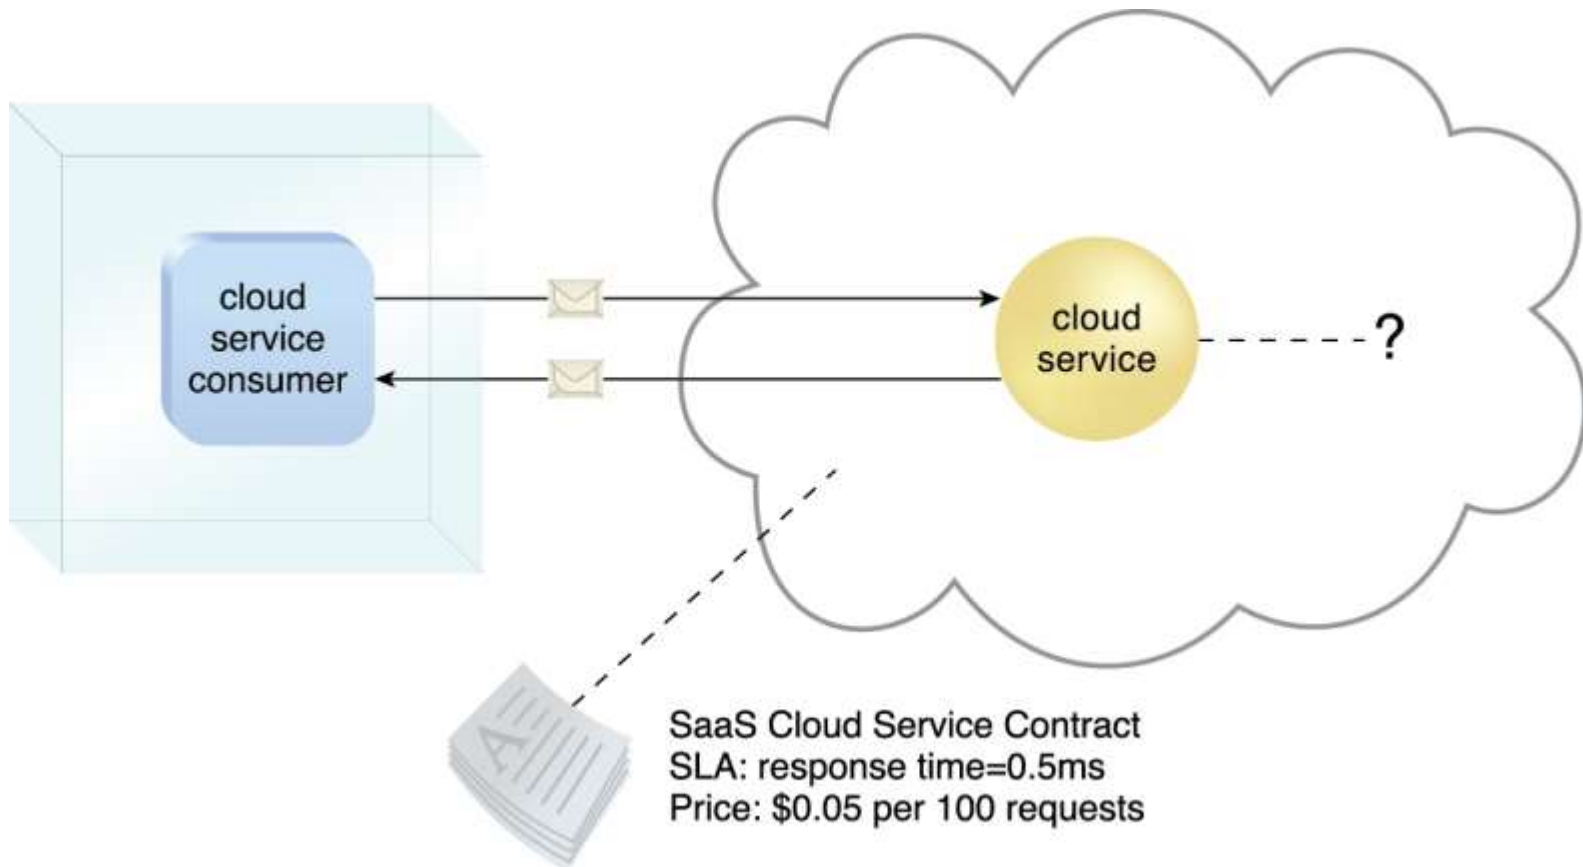 cloud
service
consumer
cloud
service
?
A
SaaS Cloud Service Contract
SLA: response time=0.5ms
Price: $0.05 per 100 requests